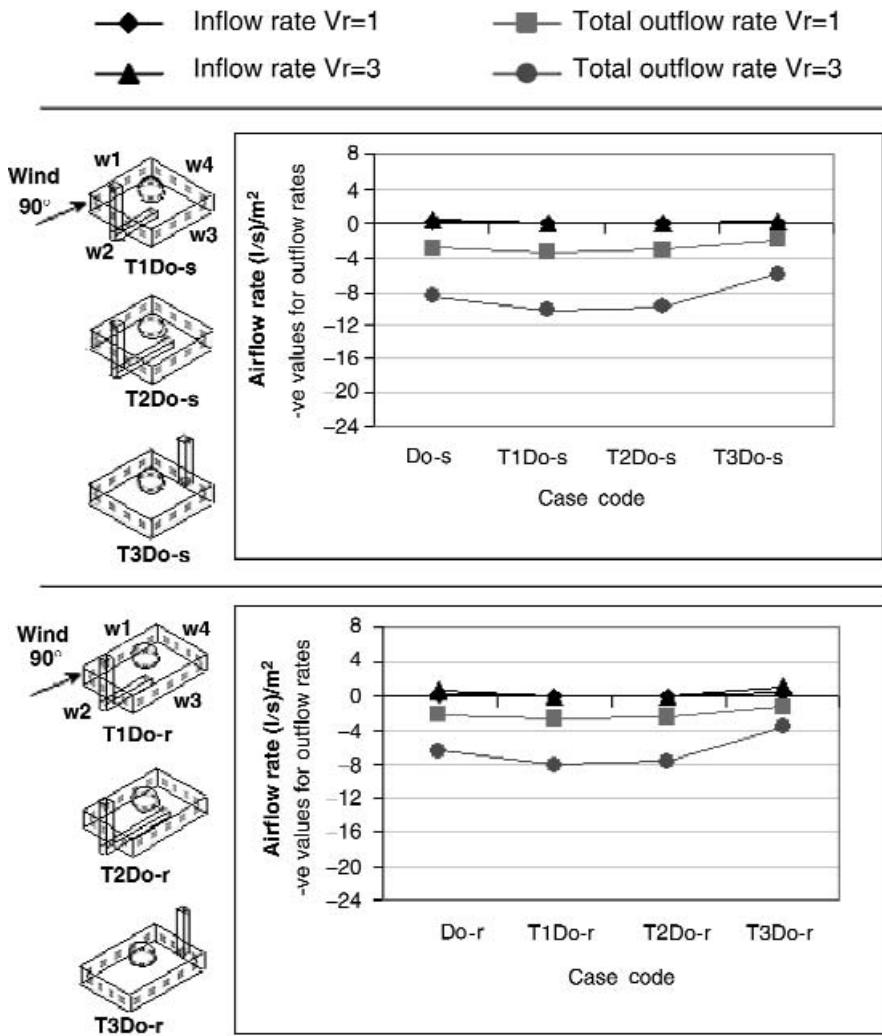 Inflow rate Vr=1
Total outflow rate Vr=1
Inflow rate Vr=3
Total outflow rate Vr=3
Wind
90°
w1
w4
w2
w3
T1Do-s
T2Do-s
T3Do-s
Airflow rate (l/s)/m²
-ve values for outflow rates
8
4
0
−4
−8
−12
−16
−20
−24
Do-s T1Do-s T2Do-s T3Do-s
Case code
Wind
90°
w1
w4
w2
w3
T1Do-r
T2Do-r
T3Do-r
Airflow rate (l/s)/m²
-ve values for outflow rates
8
4
0
−4
−8
−12
−16
−20
−24
Do-r T1Do-r T2Do-r T3Do-r
Case code